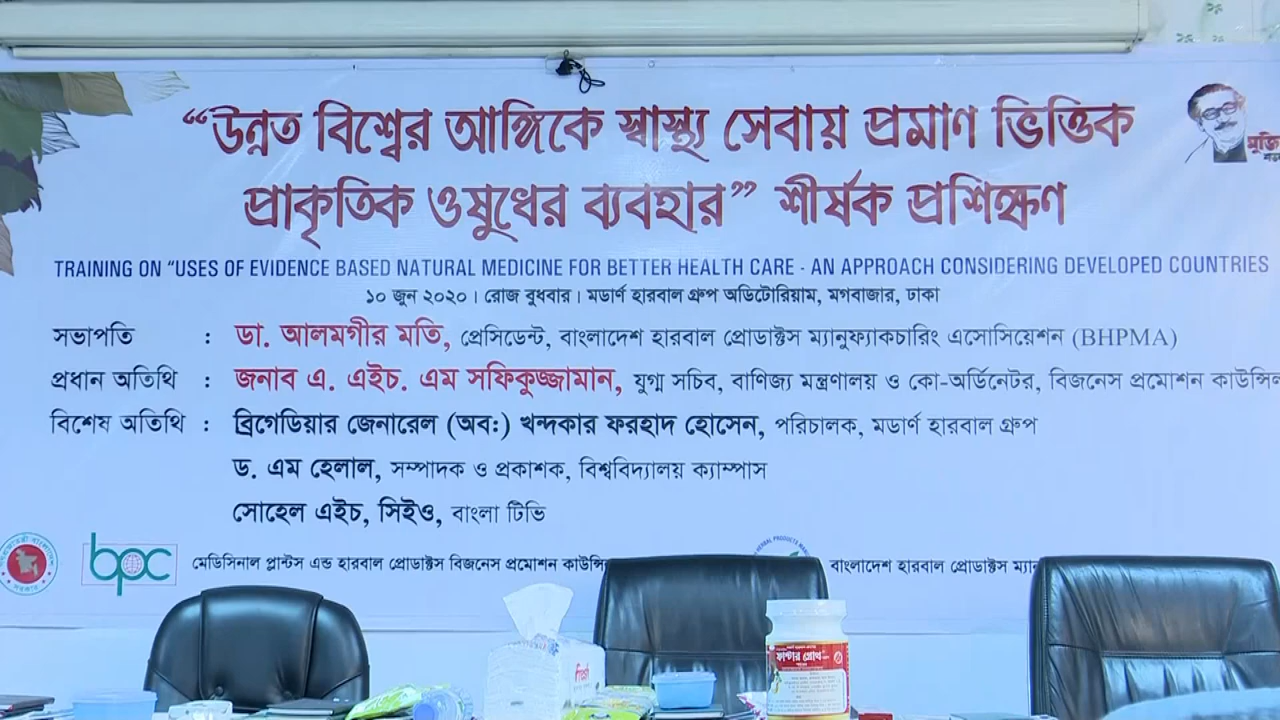 “উন্নত বিশ্বের আঙ্গিকে স্বাস্থ্য সেবায় প্রমাণ ভিত্তিক
প্রাকৃতিক ওষুধের ব্যবহার” শীর্ষক প্রশিক্ষণ
TRAINING ON “USES OF EVIDENCE BASED NATURAL MEDICINE FOR BETTER HEALTH CARE - AN APPROACH CONSIDERING DEVELOPED COUNTRIES
১০ জুন ২০২০ । রোজ বুধবার । মডার্ণ হারবাল গ্রুপ অডিটোরিয়াম, মগবাজার, ঢাকা
সভাপতি : ডা. আলমগীর মতি, প্রেসিডেন্ট, বাংলাদেশ হারবাল প্রোডাক্টস ম্যানুফ্যাকচারিং এসোসিয়েশন (BHPMA)
প্রধান অতিথি : জনাব এ. এইচ. এম সফিকুজ্জামান, যুগ্ম সচিব, বাণিজ্য মন্ত্রণালয় ও কো-অর্ডিনেটর, বিজনেস প্রমোশন কাউন্সিল
বিশেষ অতিথি : ব্রিগেডিয়ার জেনারেল (অব:) খন্দকার ফরহাদ হোসেন, পরিচালক, মডার্ণ হারবাল গ্রুপ
ড. এম হেলাল, সম্পাদক ও প্রকাশক, বিশ্ববিদ্যালয় ক্যাম্পাস
সোহেল এইচ, সিইও, বাংলা টিভি
bpc মেডিসিনাল প্লান্টস এন্ড হারবাল প্রোডাক্টস বিজনেস প্রমোশন কাউন্সি
HERBAL PRODUCTS বাংলাদেশ হারবাল প্রোডাক্টস ম্যান
fresh